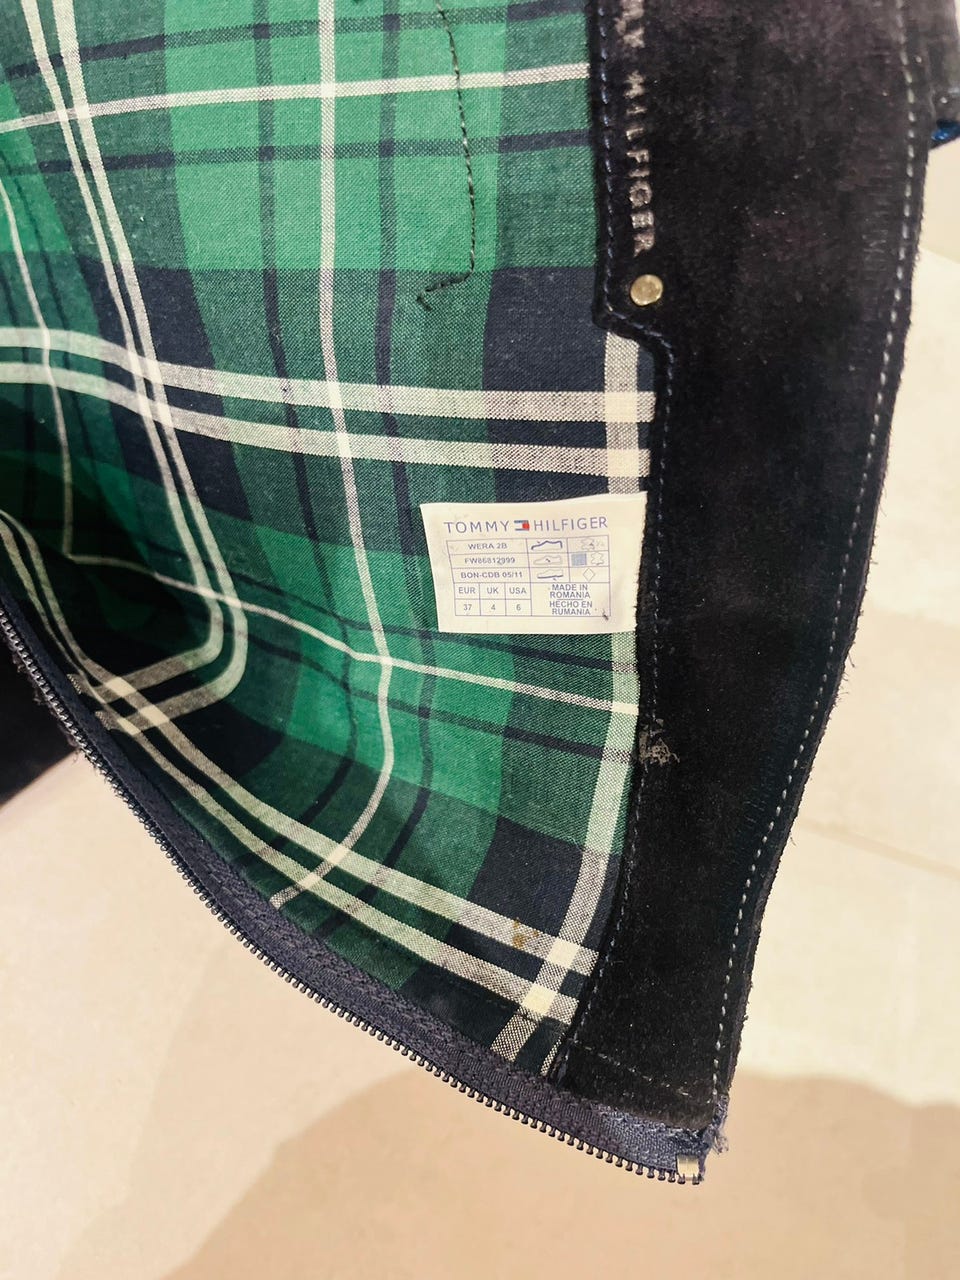 HILFIGER
TOMMY HILFIGER
WERA 2B
FW86812999
BON-CDB 05/11
EUR UK USA
37 4 6
MADE IN
ROMANIA
HECHO EN
RUMANIA